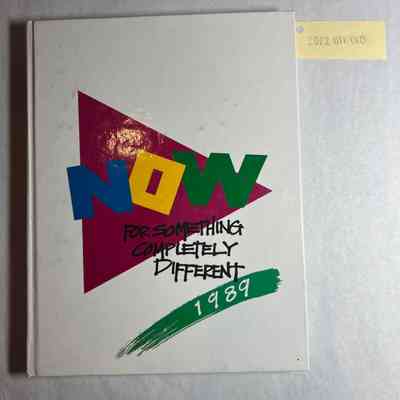 NOW
FOR SOMETHING
COMPLETELY
DIFFERENT
1989